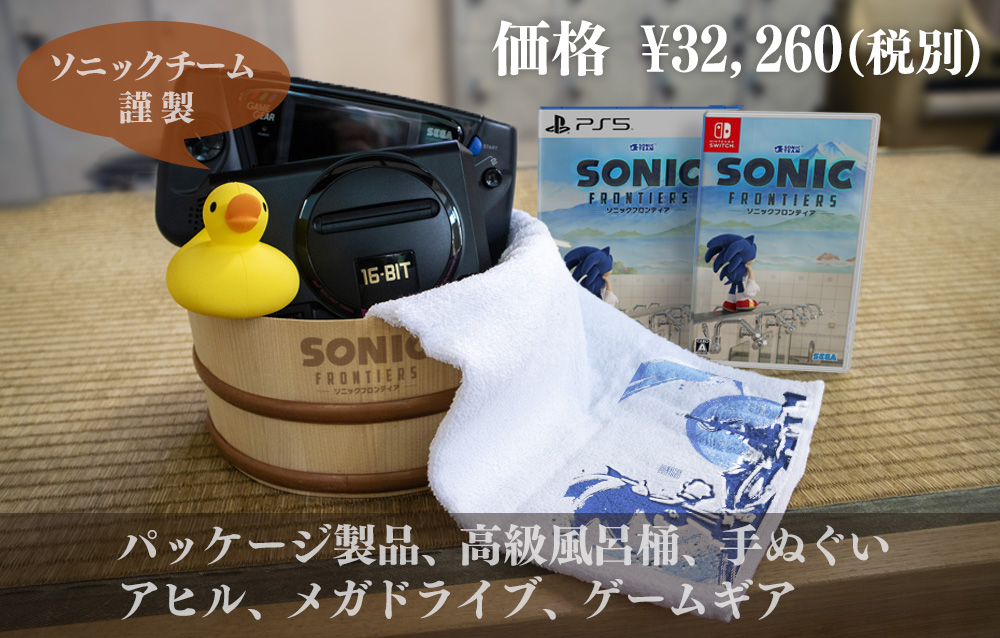 価格 ¥32,260(税別)
ソニックチーム
謹製
GAME GEAR
SEGA
START
16-BIT
SONIC
FRONTIERS
ソニックフロンティア
PS5
SONIC
FRONTIERS
ソニックフロンティア
NINTENDO
SWITCH
SONIC
TEAM
SONIC
FRONTIERS
ソニックフロンティア
A
SEGA
パッケージ製品、高級風呂桶、手ぬぐい
アヒル、メガドライブ、ゲームギア